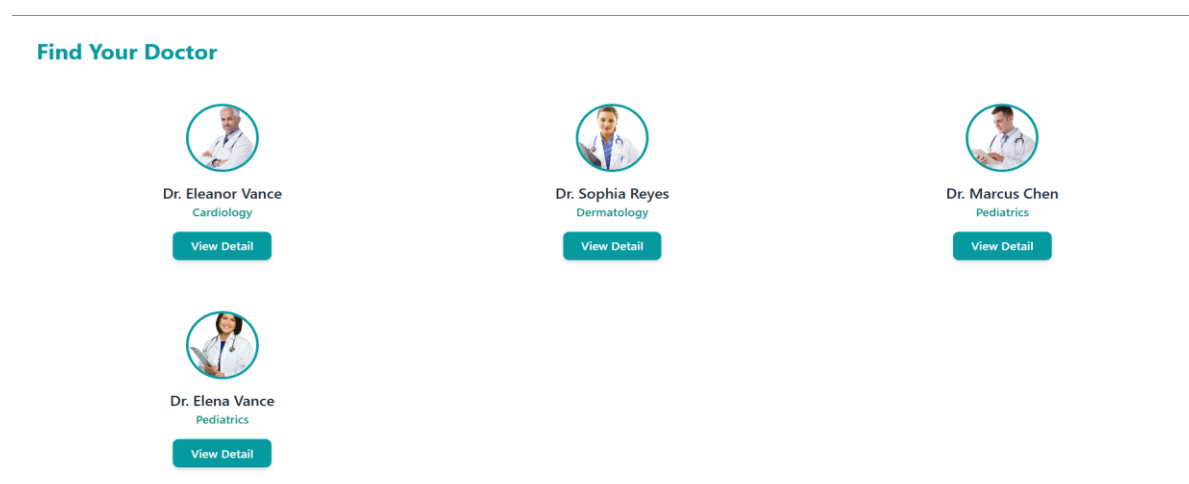 Find Your Doctor
Dr. Eleanor Vance
Cardiology
View Detail
Dr. Sophia Reyes
Dermatology
View Detail
Dr. Marcus Chen
Pediatrics
View Detail
Dr. Elena Vance
Pediatrics
View Detail